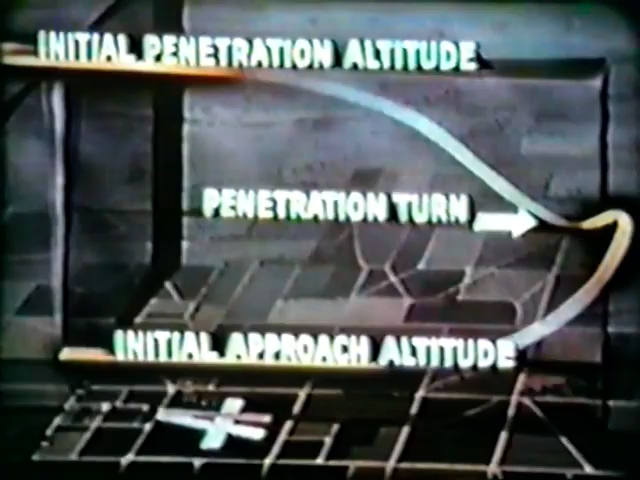 INITIAL PENETRATION ALTITUDE
PENETRATION TURN
INITIAL APPROACH ALTITUDE